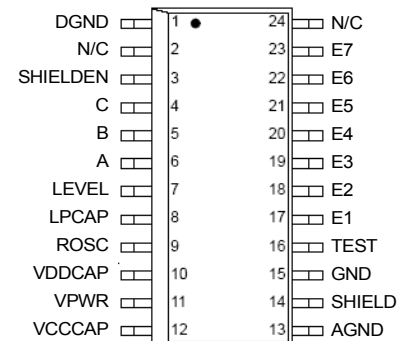 DGND 1 24 N/C
N/C 2 23 E7
SHIELDEN 3 22 E6
C 4 21 E5
B 5 20 E4
A 6 19 E3
LEVEL 7 18 E2
LPCAP 8 17 E1
ROSC 9 16 TEST
VDDCAP 10 15 GND
VPWR 11 14 SHIELD
VCCCAP 12 13 AGND